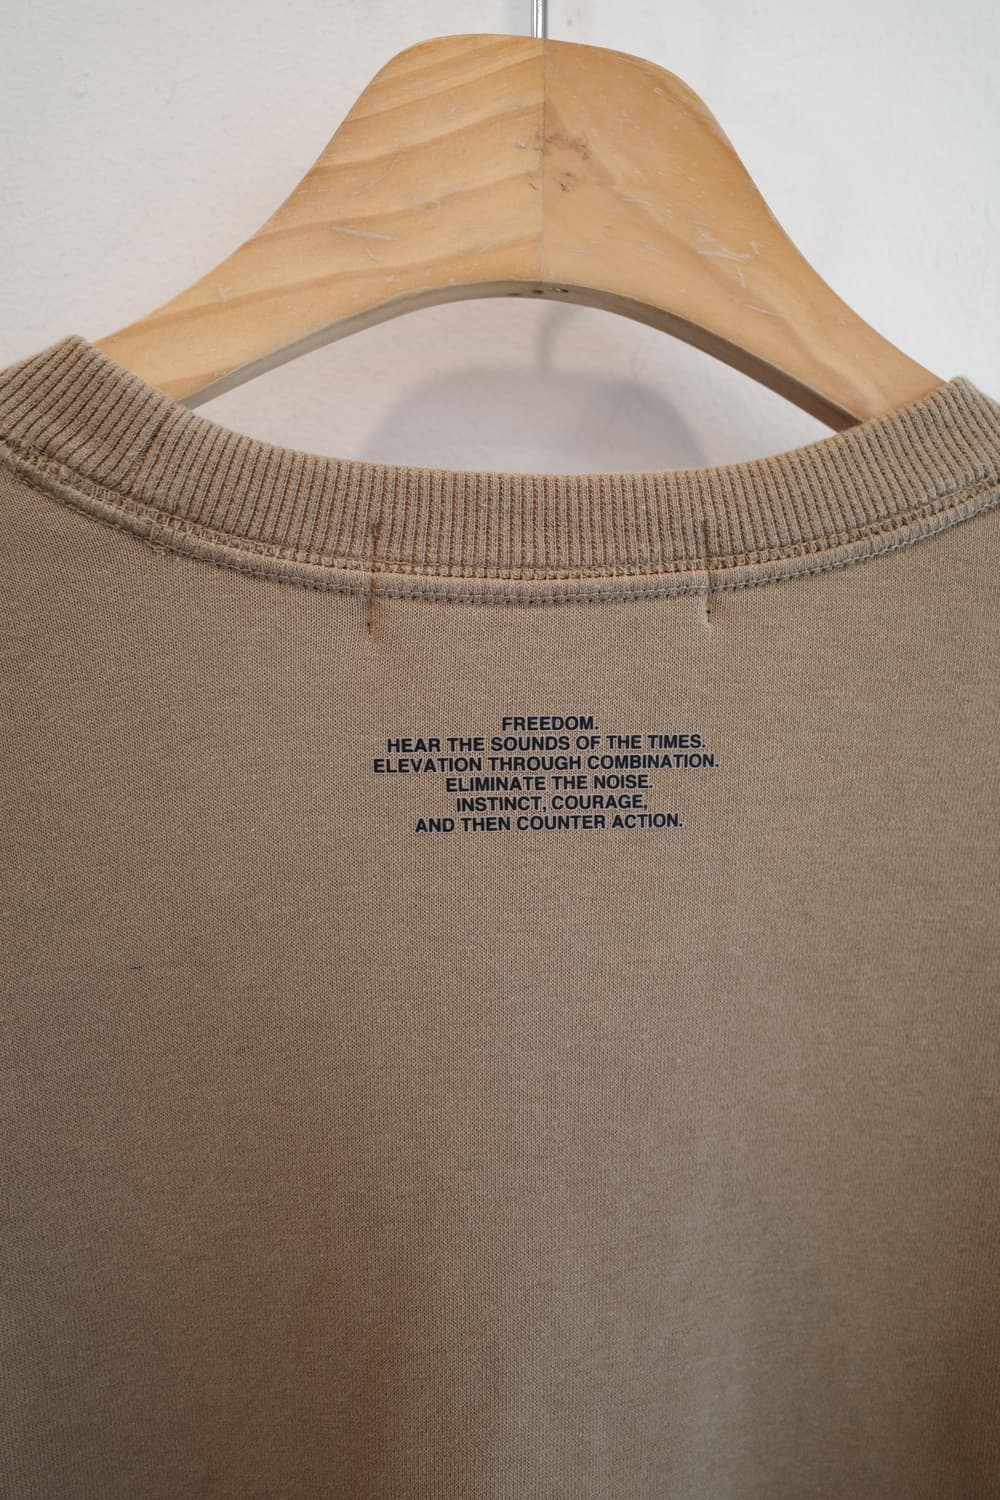 FREEDOM.
HEAR THE SOUNDS OF THE TIMES.
ELEVATION THROUGH COMBINATION.
ELIMINATE THE NOISE.
INSTINCT, COURAGE,
AND THEN COUNTER ACTION.